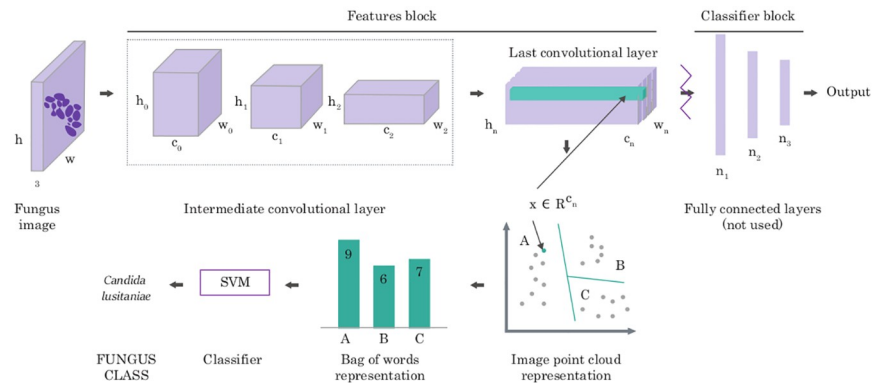 Features block
Classifier block
Last convolutional layer
h
w
3
h₀
c₀
w₀
h₁
c₁
w₁
h₂
c₂
w₂
hₙ
cₙ
wₙ
n₁
n₂
n₃
Output
Fungus
image
Intermediate convolutional layer
x ∈ R^cₙ
Fully connected layers
(not used)
Candida
lusitaniae
SVM
9
6
7
A
B
C
A
B
C
FUNGUS
CLASS
Classifier
Bag of words
representation
Image point cloud
representation